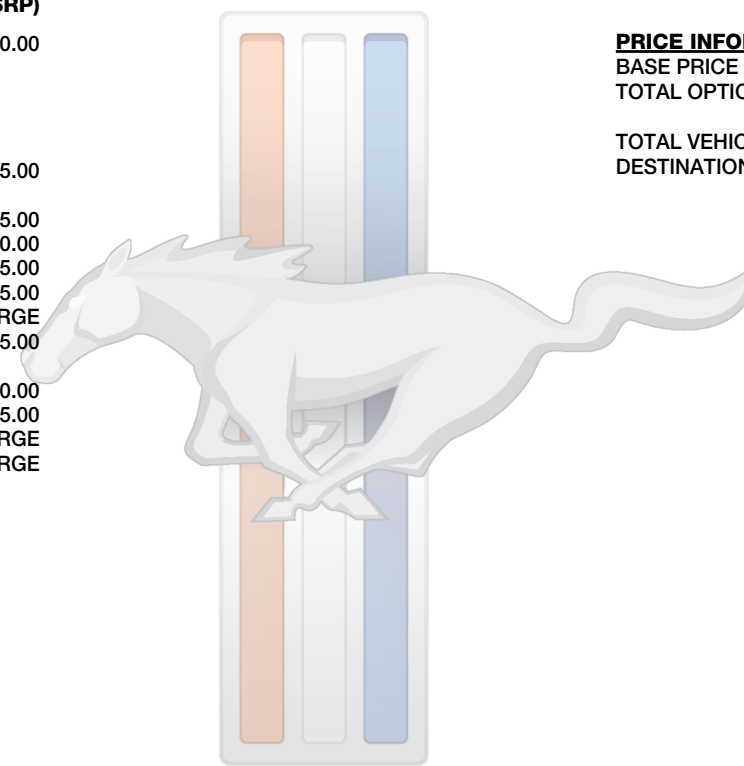 SRP)
0.00
5.00
5.00
0.00
5.00
5.00
RGE
5.00
0.00
5.00
RGE
RGE
PRICE INFO
BASE PRICE
TOTAL OPTIO
TOTAL VEHIC
DESTINATION